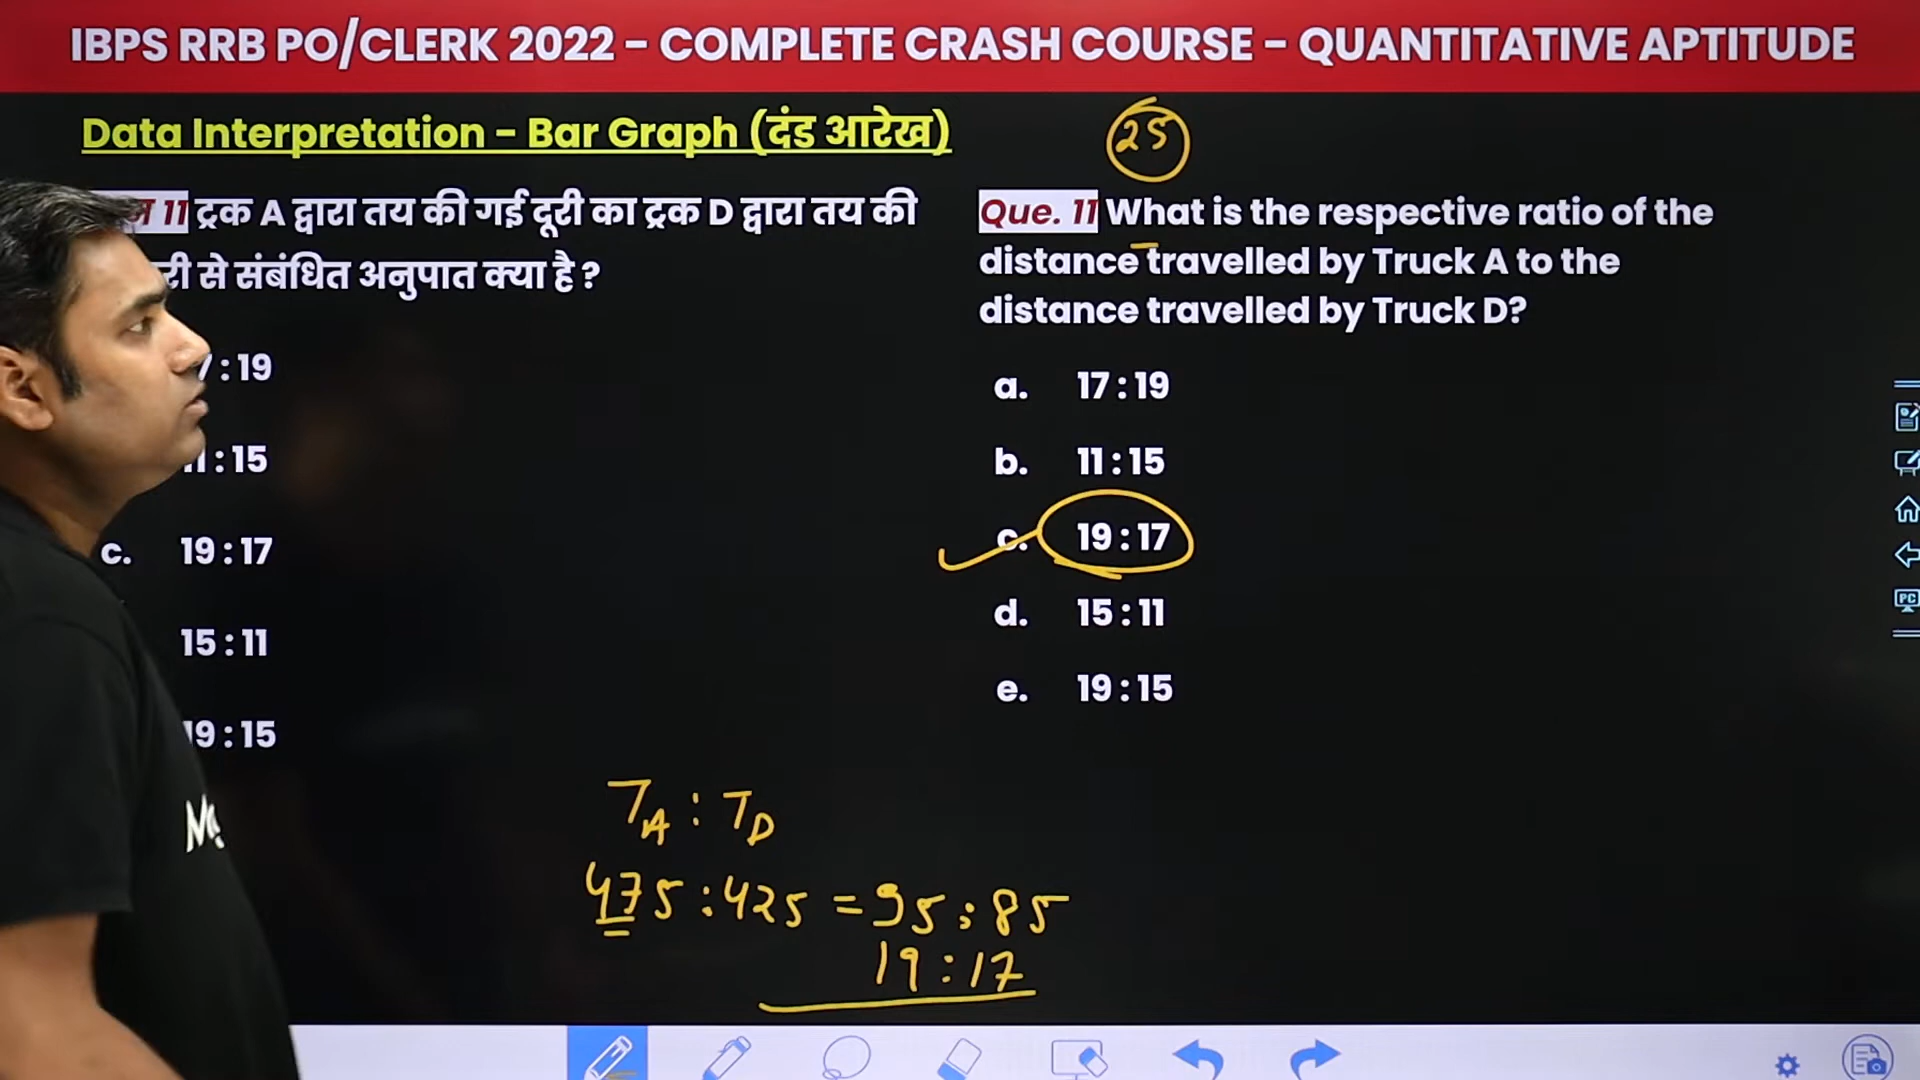 IBPS RRB PO/CLERK 2022 - COMPLETE CRASH COURSE - QUANTITATIVE APTITUDE
Data Interpretation - Bar Graph (दंड आरेख)
25
11 ट्रक A द्वारा तय की गई दूरी का ट्रक D द्वारा तय की
से संबंधित अनुपात क्या है ?
: 19
: 15
c. 19 : 17
15 : 11
19 : 15
Que. 11 What is the respective ratio of the
distance travelled by Truck A to the
distance travelled by Truck D?
a. 17 : 19
b. 11 : 15
c. 19 : 17
d. 15 : 11
e. 19 : 15
TA : TD
475 : 425 = 95 : 85
19 : 17
PC